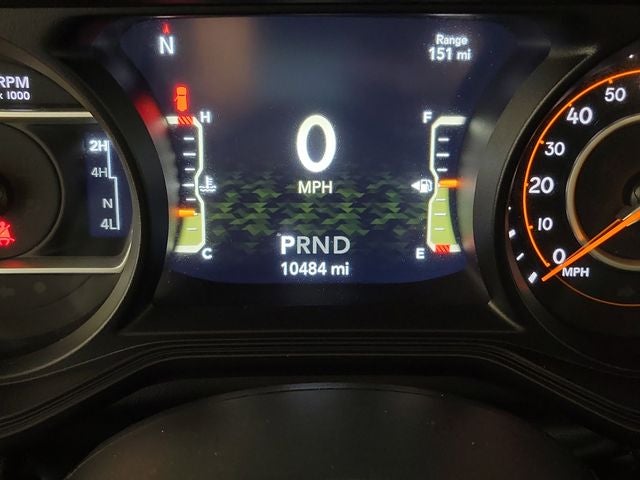 RPM
x 1000
2H
4H
N
4L
N
Range
151 mi
H
C
0
MPH
PRND
10484 mi
F
E
50
40
30
20
10
0
MPH